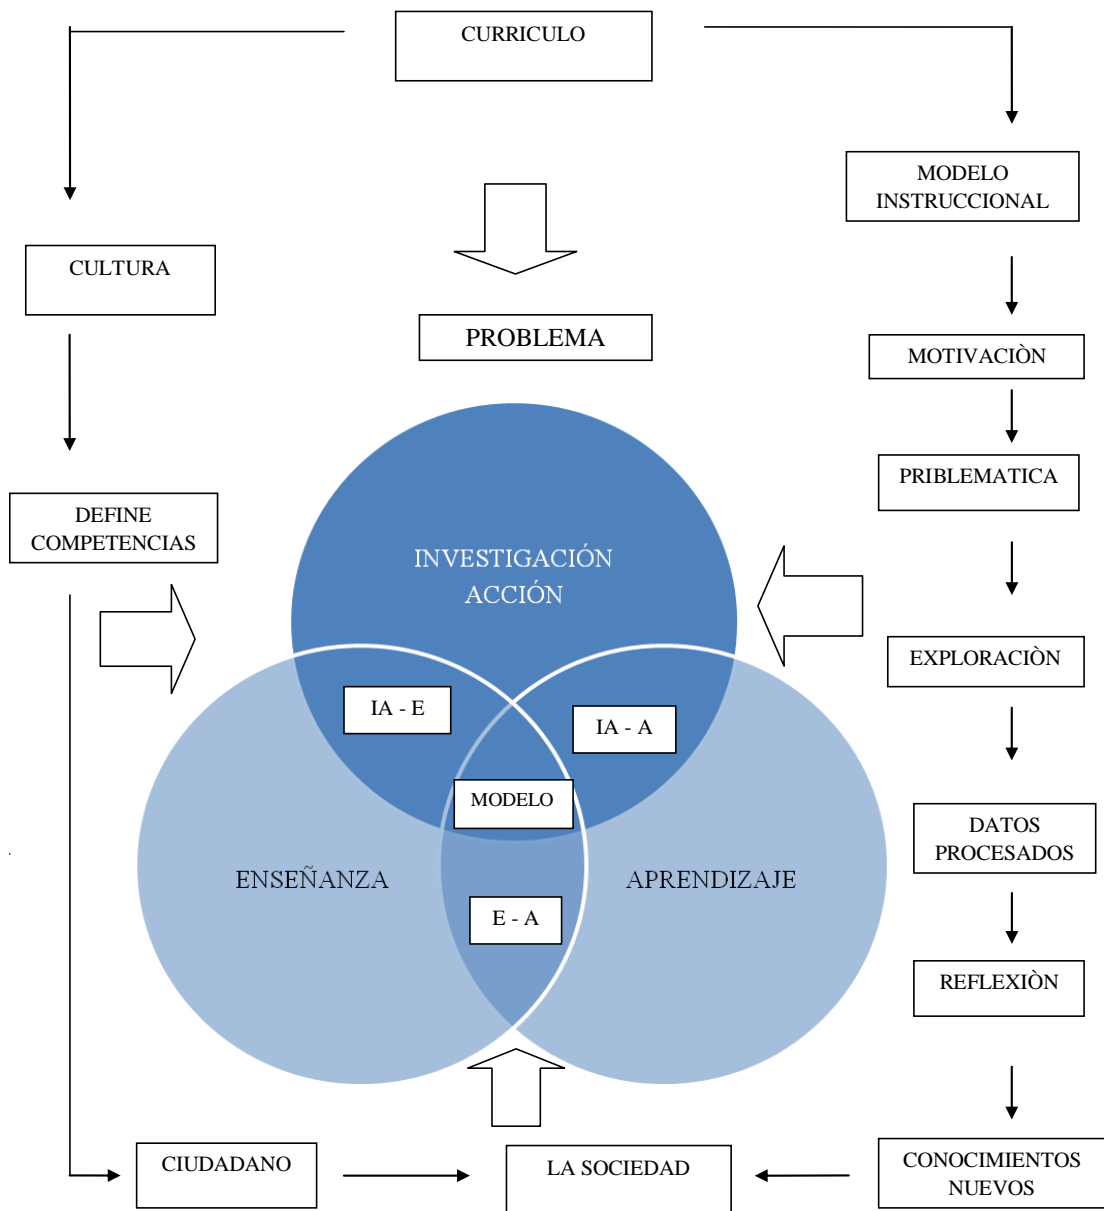 CURRICULO
MODELO
INSTRUCCIONAL
CULTURA
PROBLEMA
MOTIVACIÒN
PRIBLEMATICA
DEFINE
COMPETENCIAS
INVESTIGACIÓN
ACCIÓN
EXPLORACIÒN
IA - E
IA - A
MODELO
DATOS
PROCESADOS
ENSEÑANZA
APRENDIZAJE
E - A
REFLEXIÒN
CIUDADANO
LA SOCIEDAD
CONOCIMIENTOS
NUEVOS